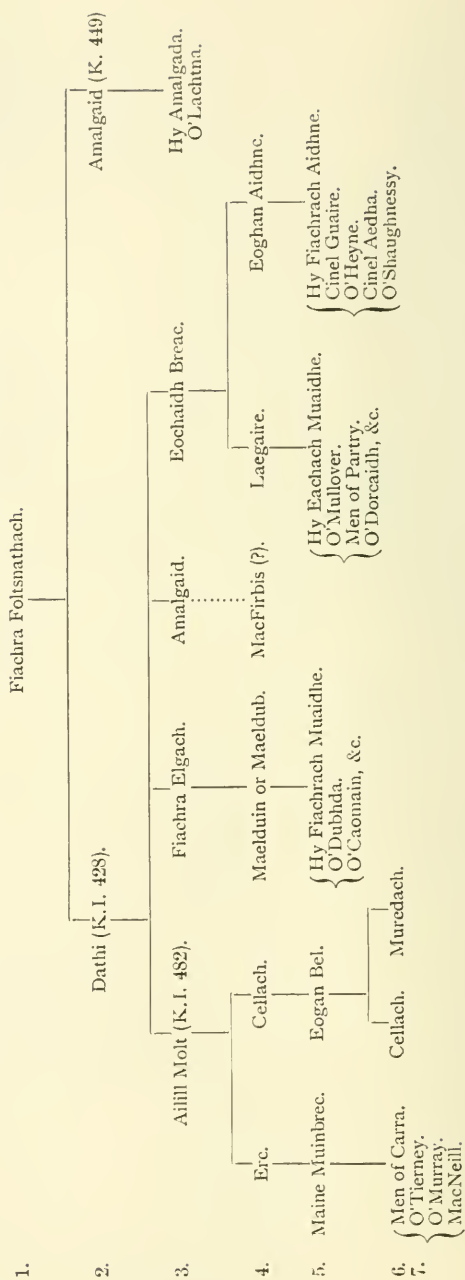 1.
Fiachra Foltsnathach.
2.
Dathi (K.I. 428).
Amalgaid (K. 449)
3.
Ailill Molt (K.I. 482).
Fiachra Elgach.
Amalgaid.
Eochaidh Breac.
Hy Amalgada.
O'Lachtna.
4.
Erc.
Cellach.
Maelduin or Maeldub.
MacFirbis (?).
Laegaire.
Eoghan Aidhne.
5.
Maine Muinbrec.
Eogan Bel.
Hy Fiachrach Muaidhe.
O'Dubhda.
O'Caomain, &c.
Hy Eachach Muaidhe.
O'Mullover.
Men of Partry.
O'Dorcaidh, &c.
Hy Fiachrach Aidhne.
Cinel Guaire.
O'Heyne.
Cinel Aedha.
O'Shaughnessy.
6.
7.
Men of Carra.
O'Tierney.
O'Murray.
MacNeill.
Cellach.
Muredach.